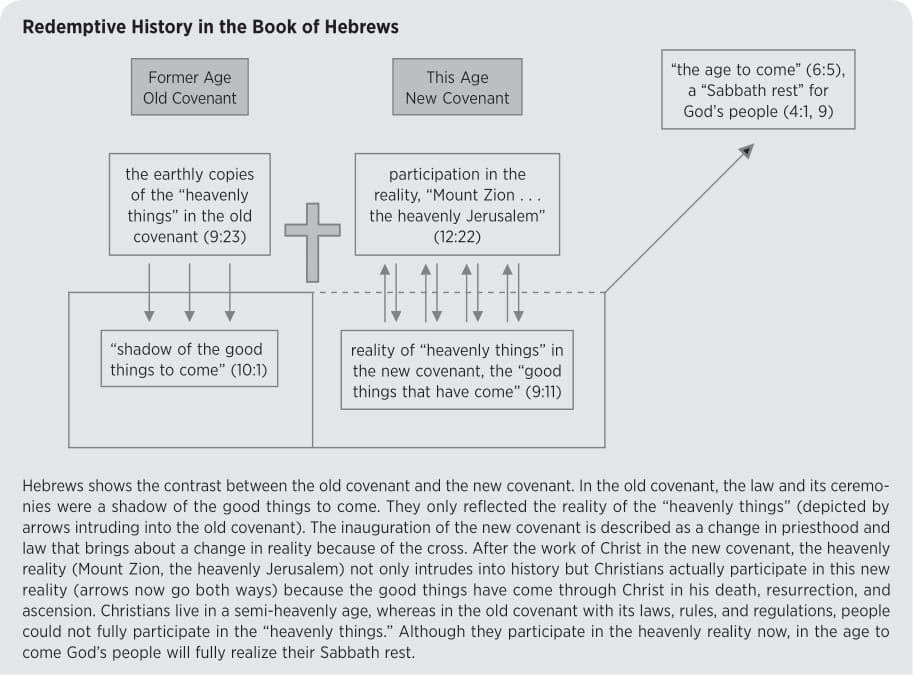 Redemptive History in the Book of Hebrews
Former Age
Old Covenant
This Age
New Covenant
“the age to come” (6:5),
a “Sabbath rest” for
God’s people (4:1, 9)
the earthly copies
of the “heavenly
things” in the old
covenant (9:23)
participation in the
reality, “Mount Zion . . .
the heavenly Jerusalem”
(12:22)
“shadow of the good
things to come” (10:1)
reality of “heavenly things” in
the new covenant, the “good
things that have come” (9:11)
Hebrews shows the contrast between the old covenant and the new covenant. In the old covenant, the law and its ceremo-
nies were a shadow of the good things to come. They only reflected the reality of the “heavenly things” (depicted by
arrows intruding into the old covenant). The inauguration of the new covenant is described as a change in priesthood and
law that brings about a change in reality because of the cross. After the work of Christ in the new covenant, the heavenly
reality (Mount Zion, the heavenly Jerusalem) not only intrudes into history but Christians actually participate in this new
reality (arrows now go both ways) because the good things have come through Christ in his death, resurrection, and
ascension. Christians live in a semi-heavenly age, whereas in the old covenant with its laws, rules, and regulations, people
could not fully participate in the “heavenly things.” Although they participate in the heavenly reality now, in the age to
come God’s people will fully realize their Sabbath rest.